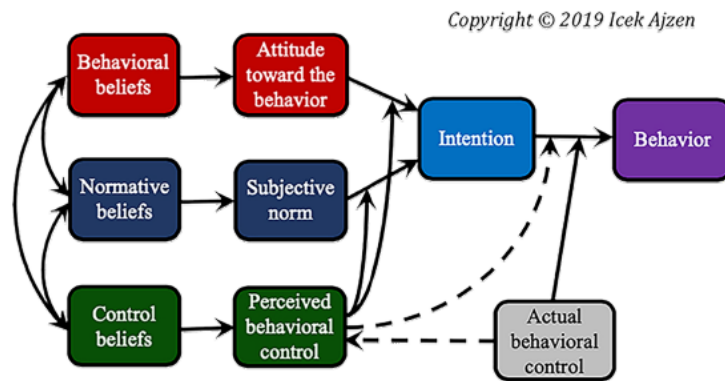 Copyright © 2019 Icek Ajzen
Behavioral
beliefs
Attitude
toward the
behavior
Intention
Behavior
Normative
beliefs
Subjective
norm
Control
beliefs
Perceived
behavioral
control
Actual
behavioral
control